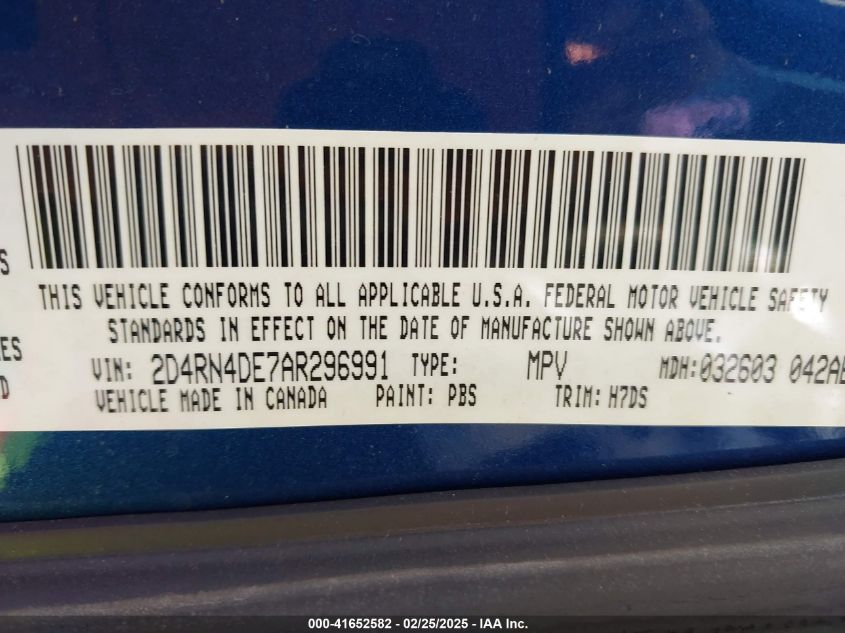 S
THIS VEHICLE CONFORMS TO ALL APPLICABLE U.S.A. FEDERAL MOTOR VEHICLE SAFETY
STANDARDS IN EFFECT ON THE DATE OF MANUFACTURE SHOWN ABOVE.
ES
VIN: 2D4RN4DE7AR296991 TYPE: MPV MDH:032603 042AE
D
VEHICLE MADE IN CANADA PAINT: PBS TRIM: H7DS
000-41652582 - 02/25/2025 - IAA Inc.